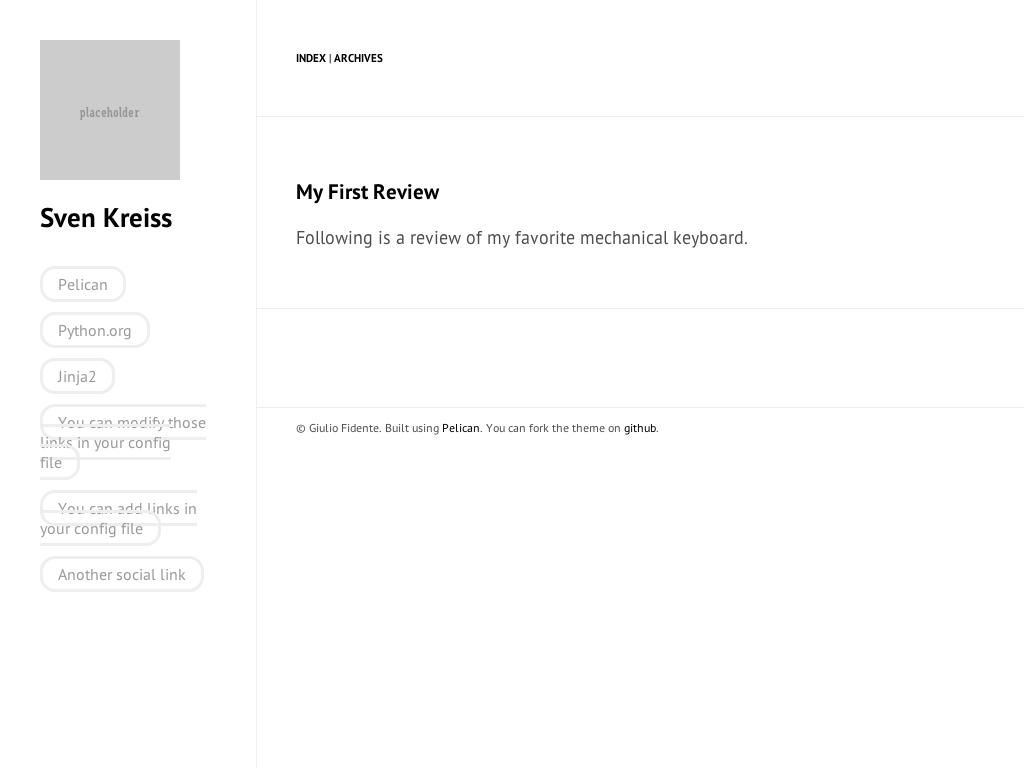 placeholder
Sven Kreiss
Pelican
Python.org
Jinja2
You can modify those
links in your config
file
You can add links in
your config file
Another social link
INDEX | ARCHIVES
My First Review
Following is a review of my favorite mechanical keyboard.
© Giulio Fidente. Built using Pelican. You can fork the theme on github.